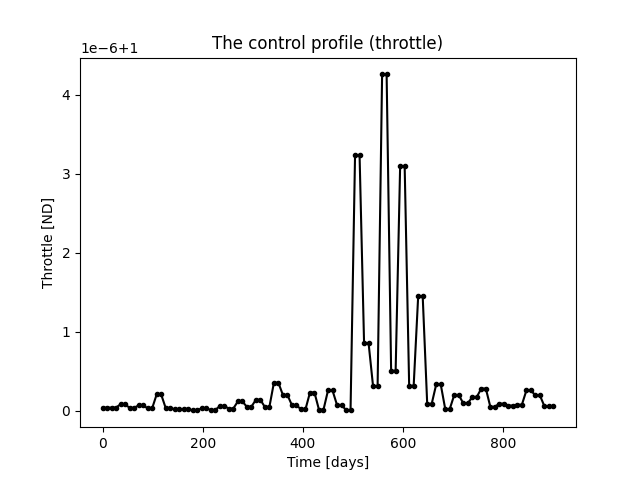 The control profile (throttle)
1e−6+1
4
3
2
1
0
Throttle [ND]
0 200 400 600 800
Time [days]